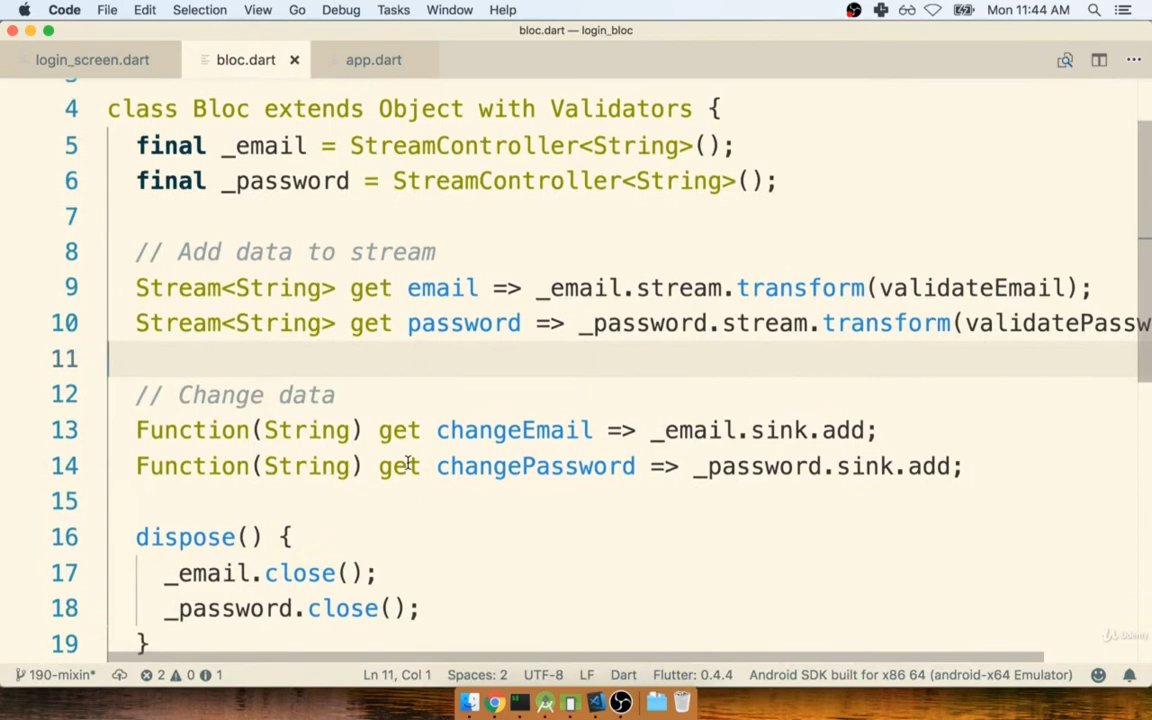 Code File Edit Selection View Go Debug Tasks Window Help Mon 11:44 AM
bloc.dart — login_bloc
login_screen.dart bloc.dart × app.dart
4 class Bloc extends Object with Validators {
5 final _email = StreamController<String>();
6 final _password = StreamController<String>();
7
8 // Add data to stream
9 Stream<String> get email => _email.stream.transform(validateEmail);
10 Stream<String> get password => _password.stream.transform(validatePassw
11
12 // Change data
13 Function(String) get changeEmail => _email.sink.add;
14 Function(String) get changePassword => _password.sink.add;
15
16 dispose() {
17 _email.close();
18 _password.close();
19 }
Udemy
190-mixin* 2 0 1 Ln 11, Col 1 Spaces: 2 UTF-8 LF Dart Flutter: 0.4.4 Android SDK built for x86 64 (android-x64 Emulator)